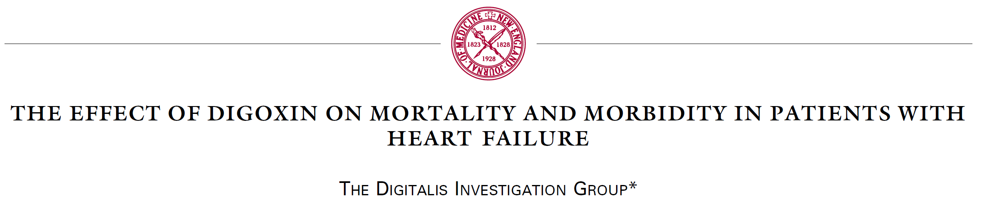 NEW·ENGLAND·JOURNAL·OF·MEDICINE
1812
1823 1828
1928
THE EFFECT OF DIGOXIN ON MORTALITY AND MORBIDITY IN PATIENTS WITH
HEART FAILURE
THE DIGITALIS INVESTIGATION GROUP*